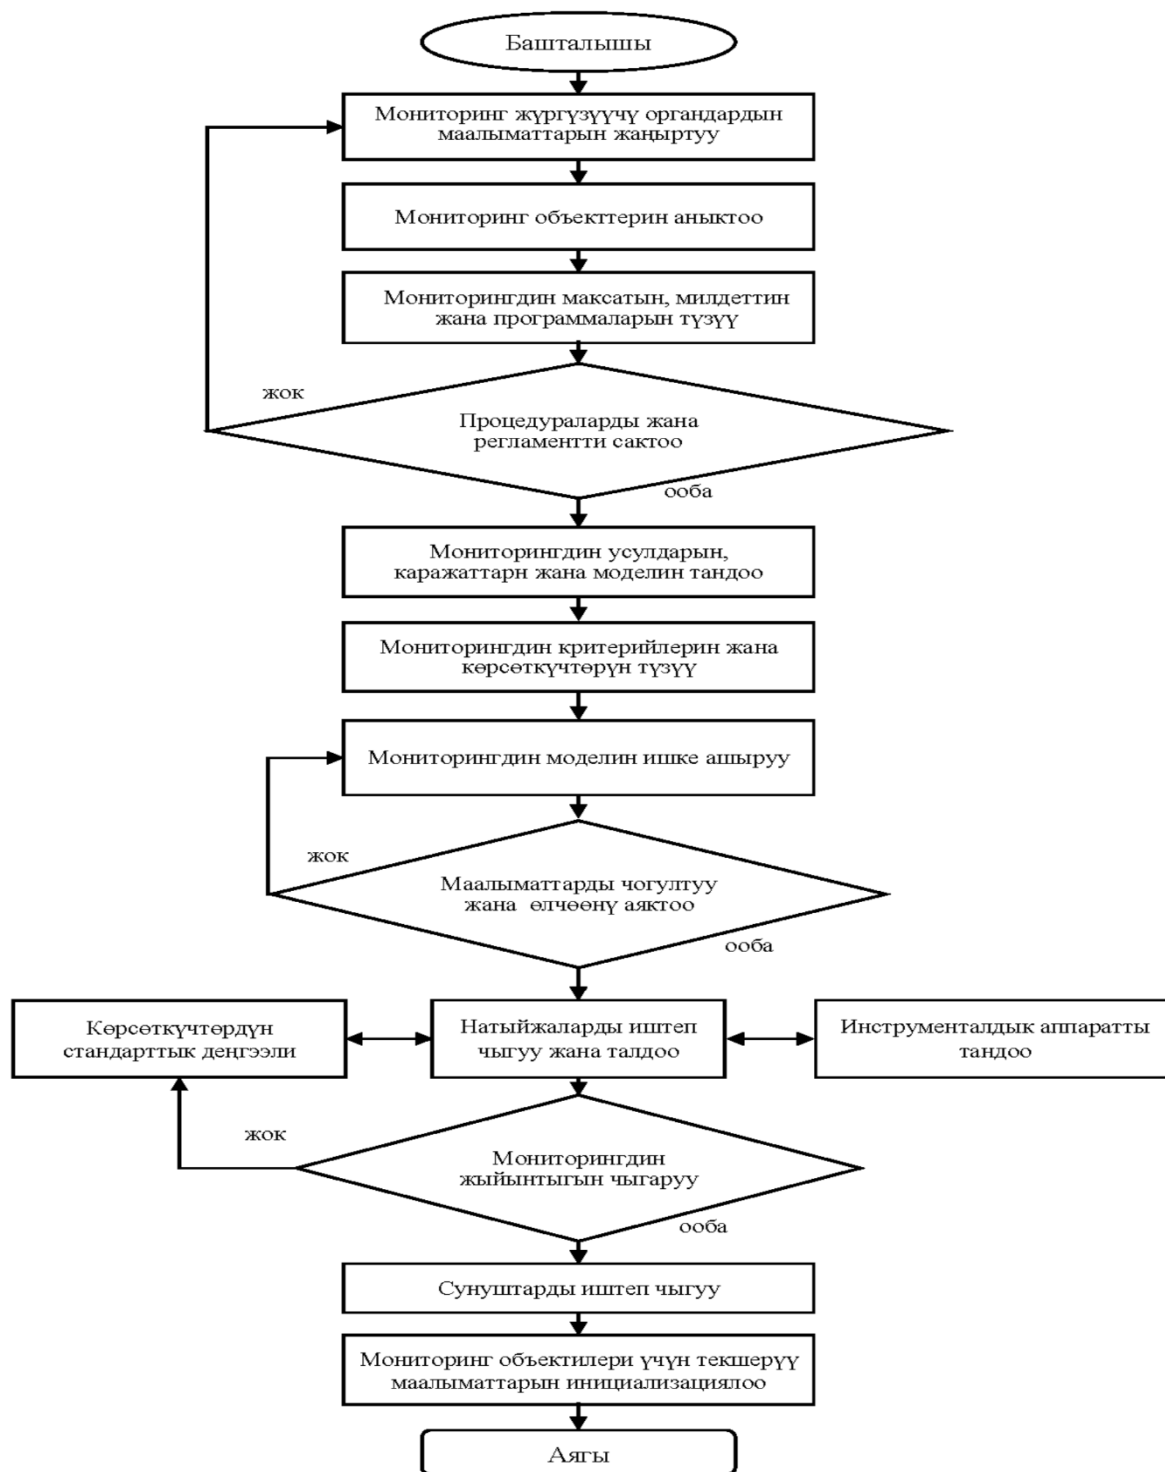 Башталышы
Мониторинг жүргүзүүчү органдардын
маалыматтарын жаңыртуу
Мониторинг объекттерин аныктоо
Мониторингдин максатын, милдеттин
жана программаларын түзүү
жок
Процедураларды жана
регламентти сактоо
ооба
Мониторингдин усулдарын,
каражаттарн жана моделин тандоо
Мониторингдин критерийлерин жана
көрсөткүчтөрүн түзүү
Мониторингдин моделин ишке ашыруу
жок
Маалыматтарды чогултуу
жана өлчөөнү аяктоо
ооба
Көрсөткүчтөрдүн
стандарттык деңгээли
Натыйжаларды иштеп
чыгуу жана талдоо
Инструменталдык аппаратты
тандоо
жок
Мониторингдин
жыйынтыгын чыгаруу
ооба
Сунуштарды иштеп чыгуу
Мониторинг объектилери үчүн текшерүү
маалыматтарын инициализациялоо
Аягы